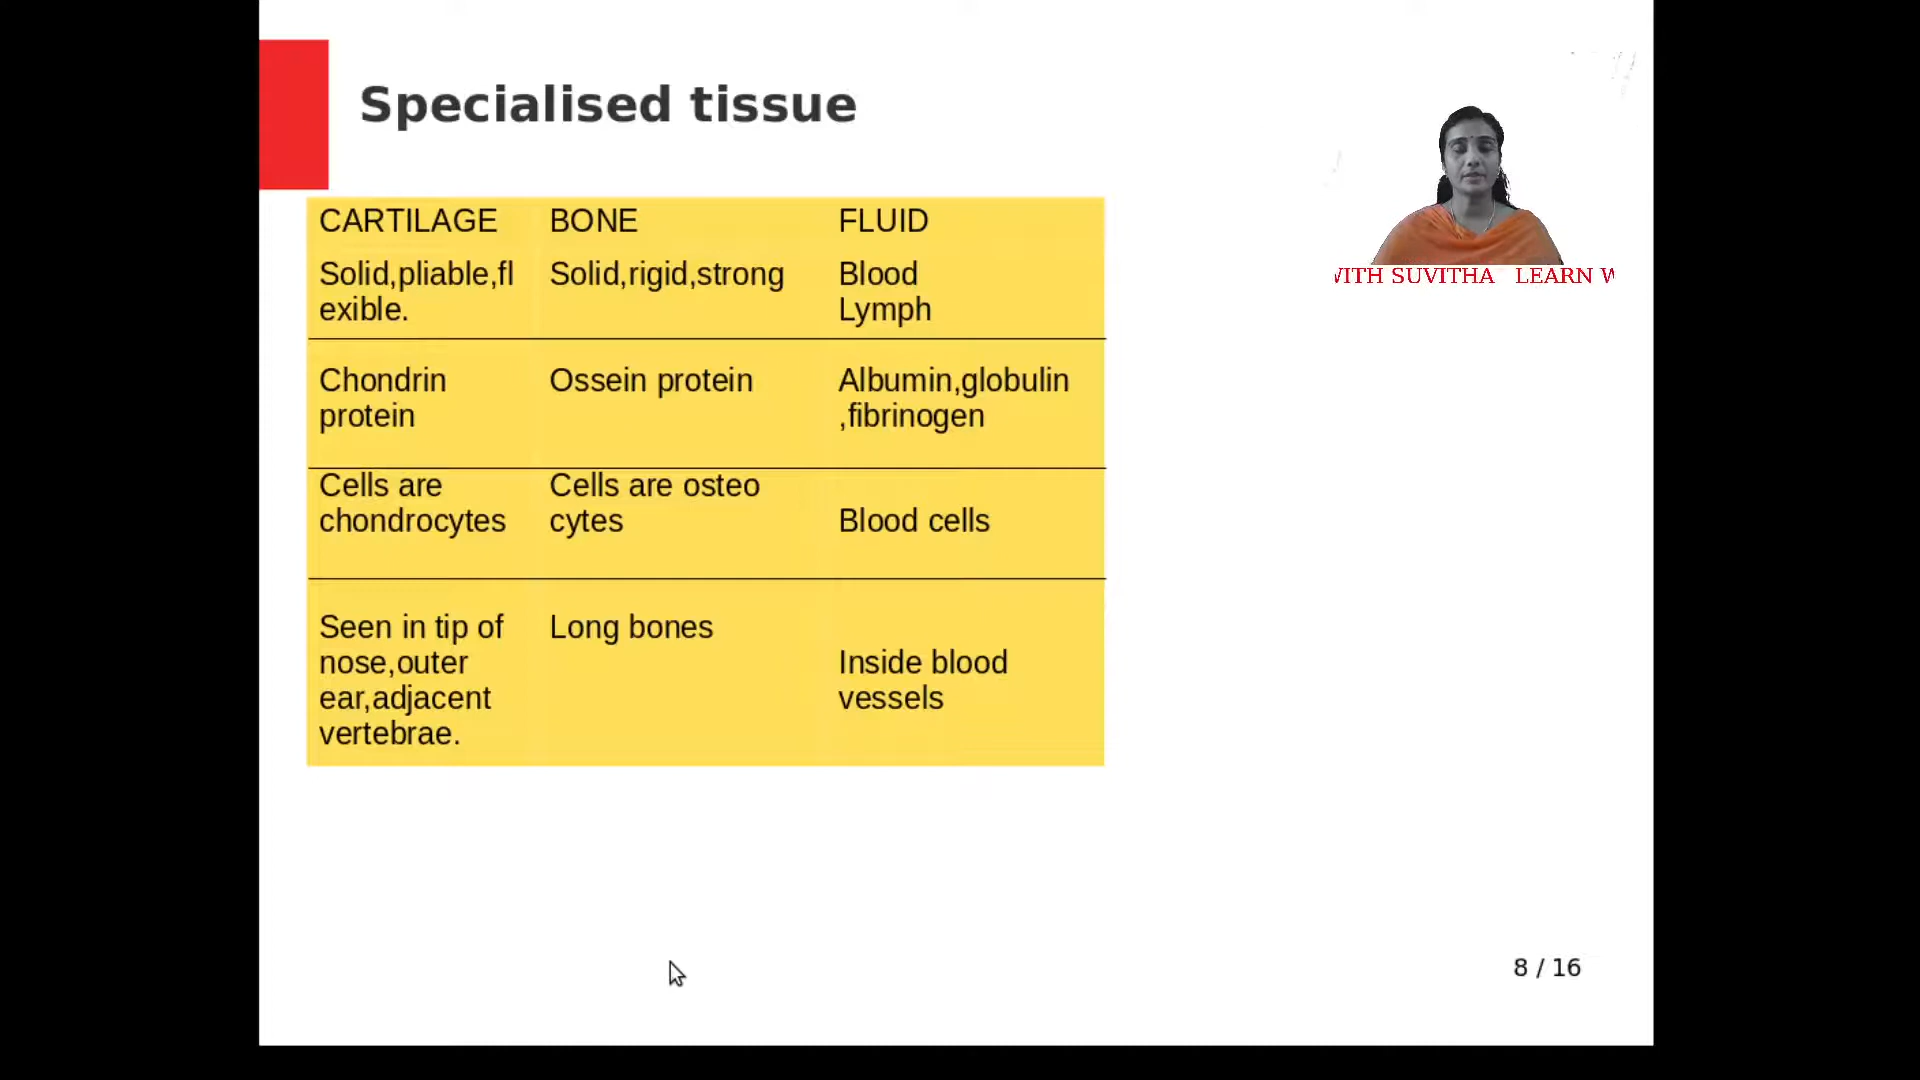 Specialised tissue
CARTILAGE BONE FLUID
Solid,pliable,fl Solid,rigid,strong Blood
exible. Lymph
Chondrin Ossein protein Albumin,globulin
protein ,fibrinogen
Cells are Cells are osteo
chondrocytes cytes Blood cells
Seen in tip of Long bones
nose,outer Inside blood
ear,adjacent vessels
vertebrae.
WITH SUVITHA LEARN W
8 / 16